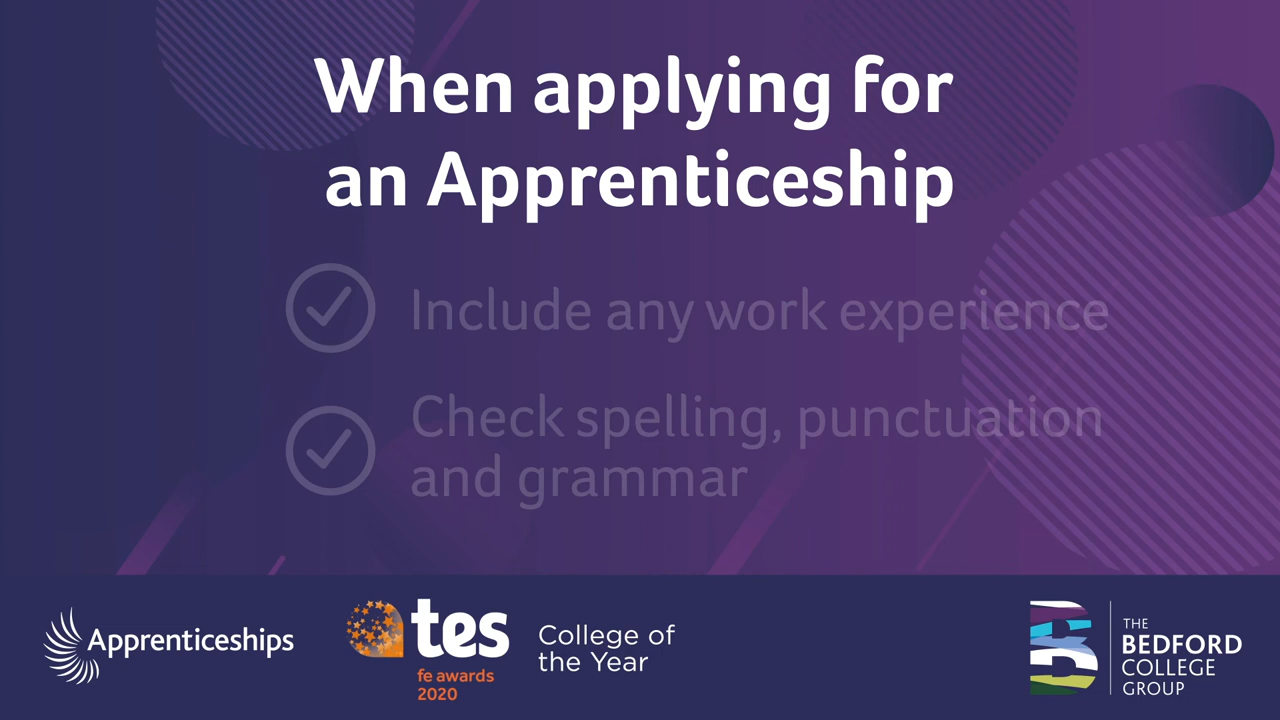 When applying for
an Apprenticeship
Include any work experience
Check spelling, punctuation
and grammar
Apprenticeships
tes
fe awards
2020
College of
the Year
THE
BEDFORD
COLLEGE
GROUP